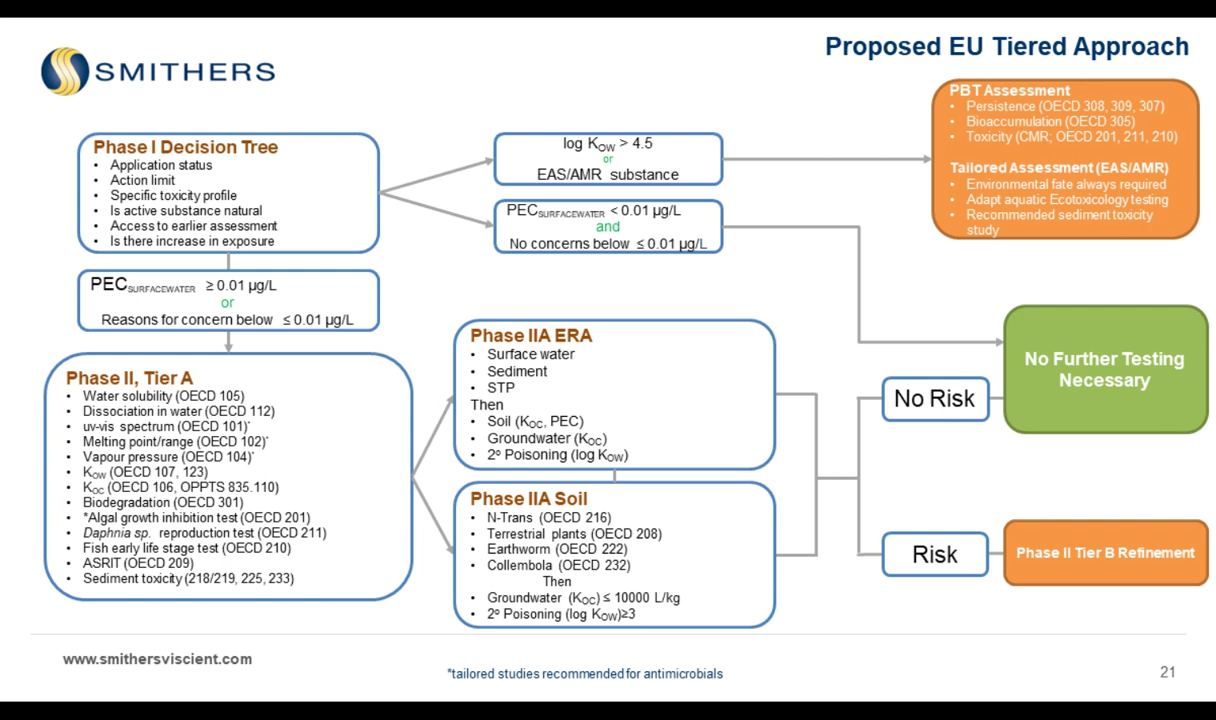 Proposed EU Tiered Approach
SMITHERS
Phase I Decision Tree
• Application status
• Action limit
• Specific toxicity profile
• Is active substance natural
• Access to earlier assessment
• Is there increase in exposure
log KOW > 4.5
or
EAS/AMR substance
PECSURFACEWATER < 0.01 µg/L
and
No concerns below ≤ 0.01 µg/L
PBT Assessment
• Persistence (OECD 308, 309, 307)
• Bioaccumulation (OECD 305)
• Toxicity (CMR; OECD 201, 211, 210)
Tailored Assessment (EAS/AMR)
• Environmental fate always required
• Adapt aquatic Ecotoxicology testing
• Recommended sediment toxicity
study
PECSURFACEWATER ≥ 0.01 µg/L
or
Reasons for concern below ≤ 0.01 µg/L
Phase II, Tier A
• Water solubility (OECD 105)
• Dissociation in water (OECD 112)
• uv-vis spectrum (OECD 101)*
• Melting point/range (OECD 102)*
• Vapour pressure (OECD 104)*
• KOW (OECD 107, 123)
• KOC (OECD 106, OPPTS 835.110)
• Biodegradation (OECD 301)
• *Algal growth inhibition test (OECD 201)
• Daphnia sp. reproduction test (OECD 211)
• Fish early life stage test (OECD 210)
• ASRIT (OECD 209)
• Sediment toxicity (218/219, 225, 233)
Phase IIA ERA
• Surface water
• Sediment
• STP
Then
• Soil (KOC, PEC)
• Groundwater (KOC)
• 2º Poisoning (log KOW)
Phase IIA Soil
• N-Trans (OECD 216)
• Terrestrial plants (OECD 208)
• Earthworm (OECD 222)
• Collembola (OECD 232)
Then
• Groundwater (KOC) ≤ 10000 L/kg
• 2º Poisoning (log KOW)≥3
No Risk
No Further Testing
Necessary
Risk
Phase II Tier B Refinement
www.smithersviscient.com
*tailored studies recommended for antimicrobials
21